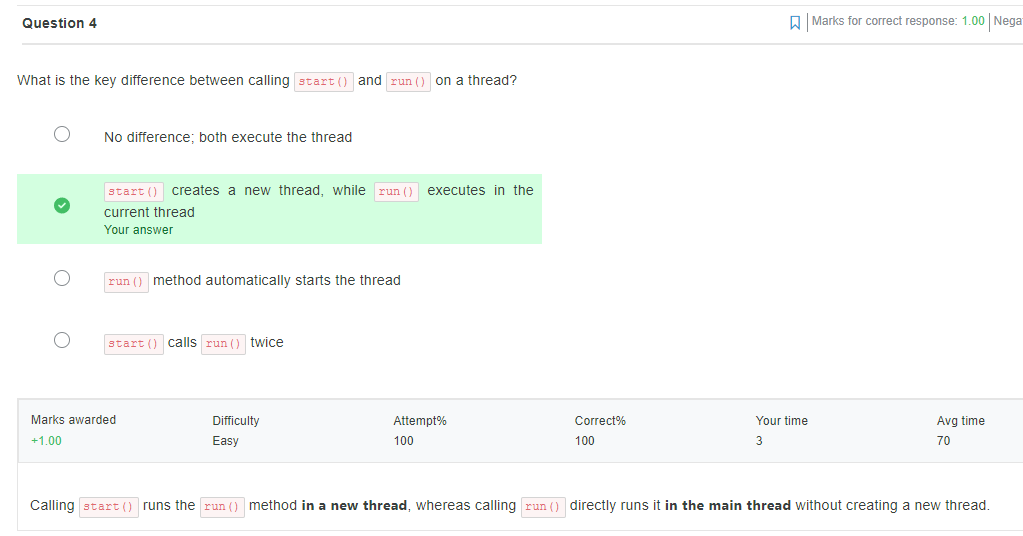 Question 4
Marks for correct response: 1.00 Nega
What is the key difference between calling start() and run() on a thread?
No difference; both execute the thread
start() creates a new thread, while run() executes in the
current thread
Your answer
run() method automatically starts the thread
start() calls run() twice
Marks awarded Difficulty Attempt% Correct% Your time Avg time
+1.00 Easy 100 100 3 70
Calling start() runs the run() method in a new thread, whereas calling run() directly runs it in the main thread without creating a new thread.